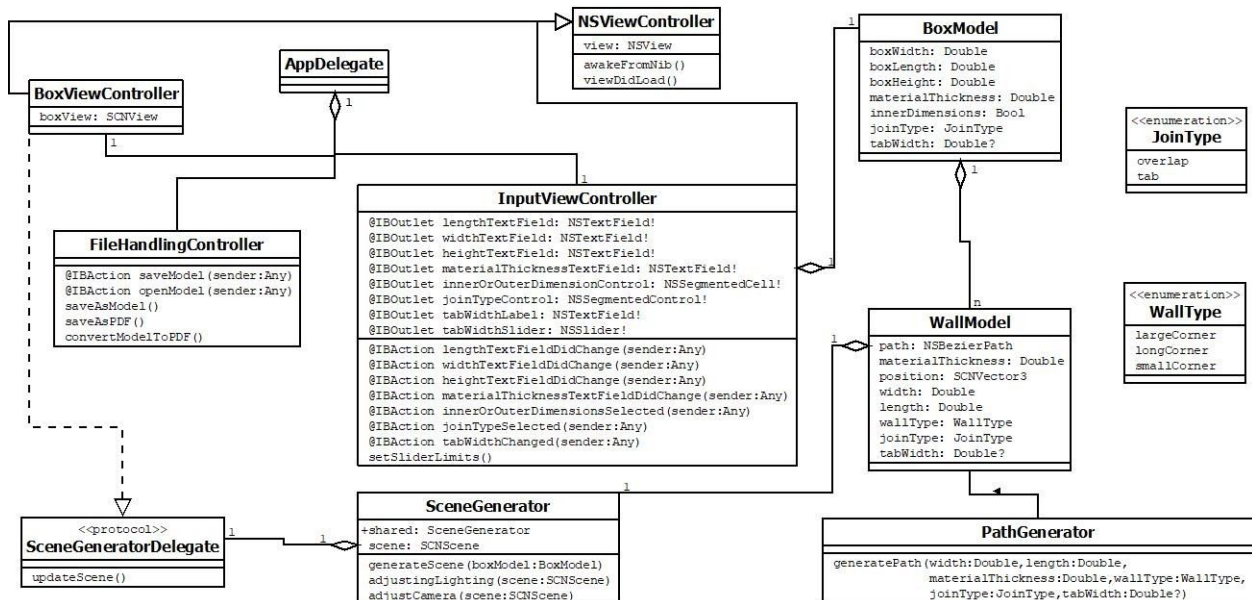 NSViewController
view: NSView
awakeFromNib()
viewDidLoad()
AppDelegate
1
BoxViewController
boxView: SCNView
1
1
BoxModel
boxWidth: Double
boxLength: Double
boxHeight: Double
materialThickness: Double
innerDimensions: Bool
joinType: JoinType
tabWidth: Double?
1
1
<<enumeration>>
JoinType
overlap
tab
FileHandlingController
@IBAction saveModel(sender:Any)
@IBAction openModel(sender:Any)
saveAsModel()
saveAsPDF()
convertModelToPDF()
1
InputViewController
@IBOutlet lengthTextField: NSTextField!
@IBOutlet widthTextField: NSTextField!
@IBOutlet heightTextField: NSTextField!
@IBOutlet materialThicknessTextField: NSTextField!
@IBOutlet innerOrOuterDimensionControl: NSSegmentedCell!
@IBOutlet joinTypeControl: NSSegmentedControl!
@IBOutlet tabWidthLabel: NSTextField!
@IBOutlet tabWidthSlider: NSSlider!
@IBAction lengthTextFieldDidChange(sender:Any)
@IBAction widthTextFieldDidChange(sender:Any)
@IBAction heightTextFieldDidChange(sender:Any)
@IBAction materialThicknessTextFieldDidChange(sender:Any)
@IBAction innerOrOuterDimensionsSelected(sender:Any)
@IBAction joinTypeSelected(sender:Any)
@IBAction tabWidthChanged(sender:Any)
setSliderLimits()
1
n
WallModel
path: NSBezierPath
materialThickness: Double
position: SCNVector3
width: Double
length: Double
wallType: WallType
joinType: JoinType
tabWidth: Double?
1
<<enumeration>>
WallType
largeCorner
longCorner
smallCorner
<<protocol>>
SceneGeneratorDelegate
updateScene()
1
1
1
SceneGenerator
+shared: SceneGenerator
scene: SCNScene
generateScene(boxModel:BoxModel)
adjustingLighting(scene:SCNScene)
adjustCamera(scene:SCNScene)
PathGenerator
generatePath(width:Double,length:Double,
materialThickness:Double,wallType:WallType,
joinType:JoinType,tabWidth:Double?)